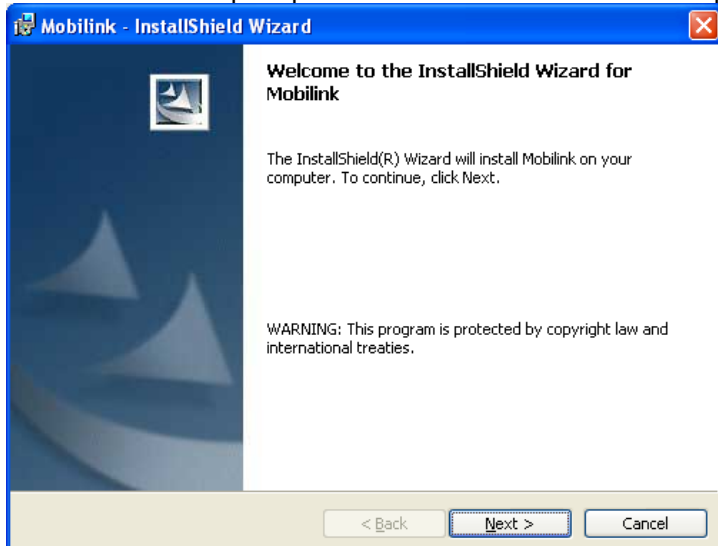 Mobilink - InstallShield Wizard
Welcome to the InstallShield Wizard for
Mobilink
The InstallShield(R) Wizard will install Mobilink on your
computer. To continue, click Next.
WARNING: This program is protected by copyright law and
international treaties.
< Back Next > Cancel